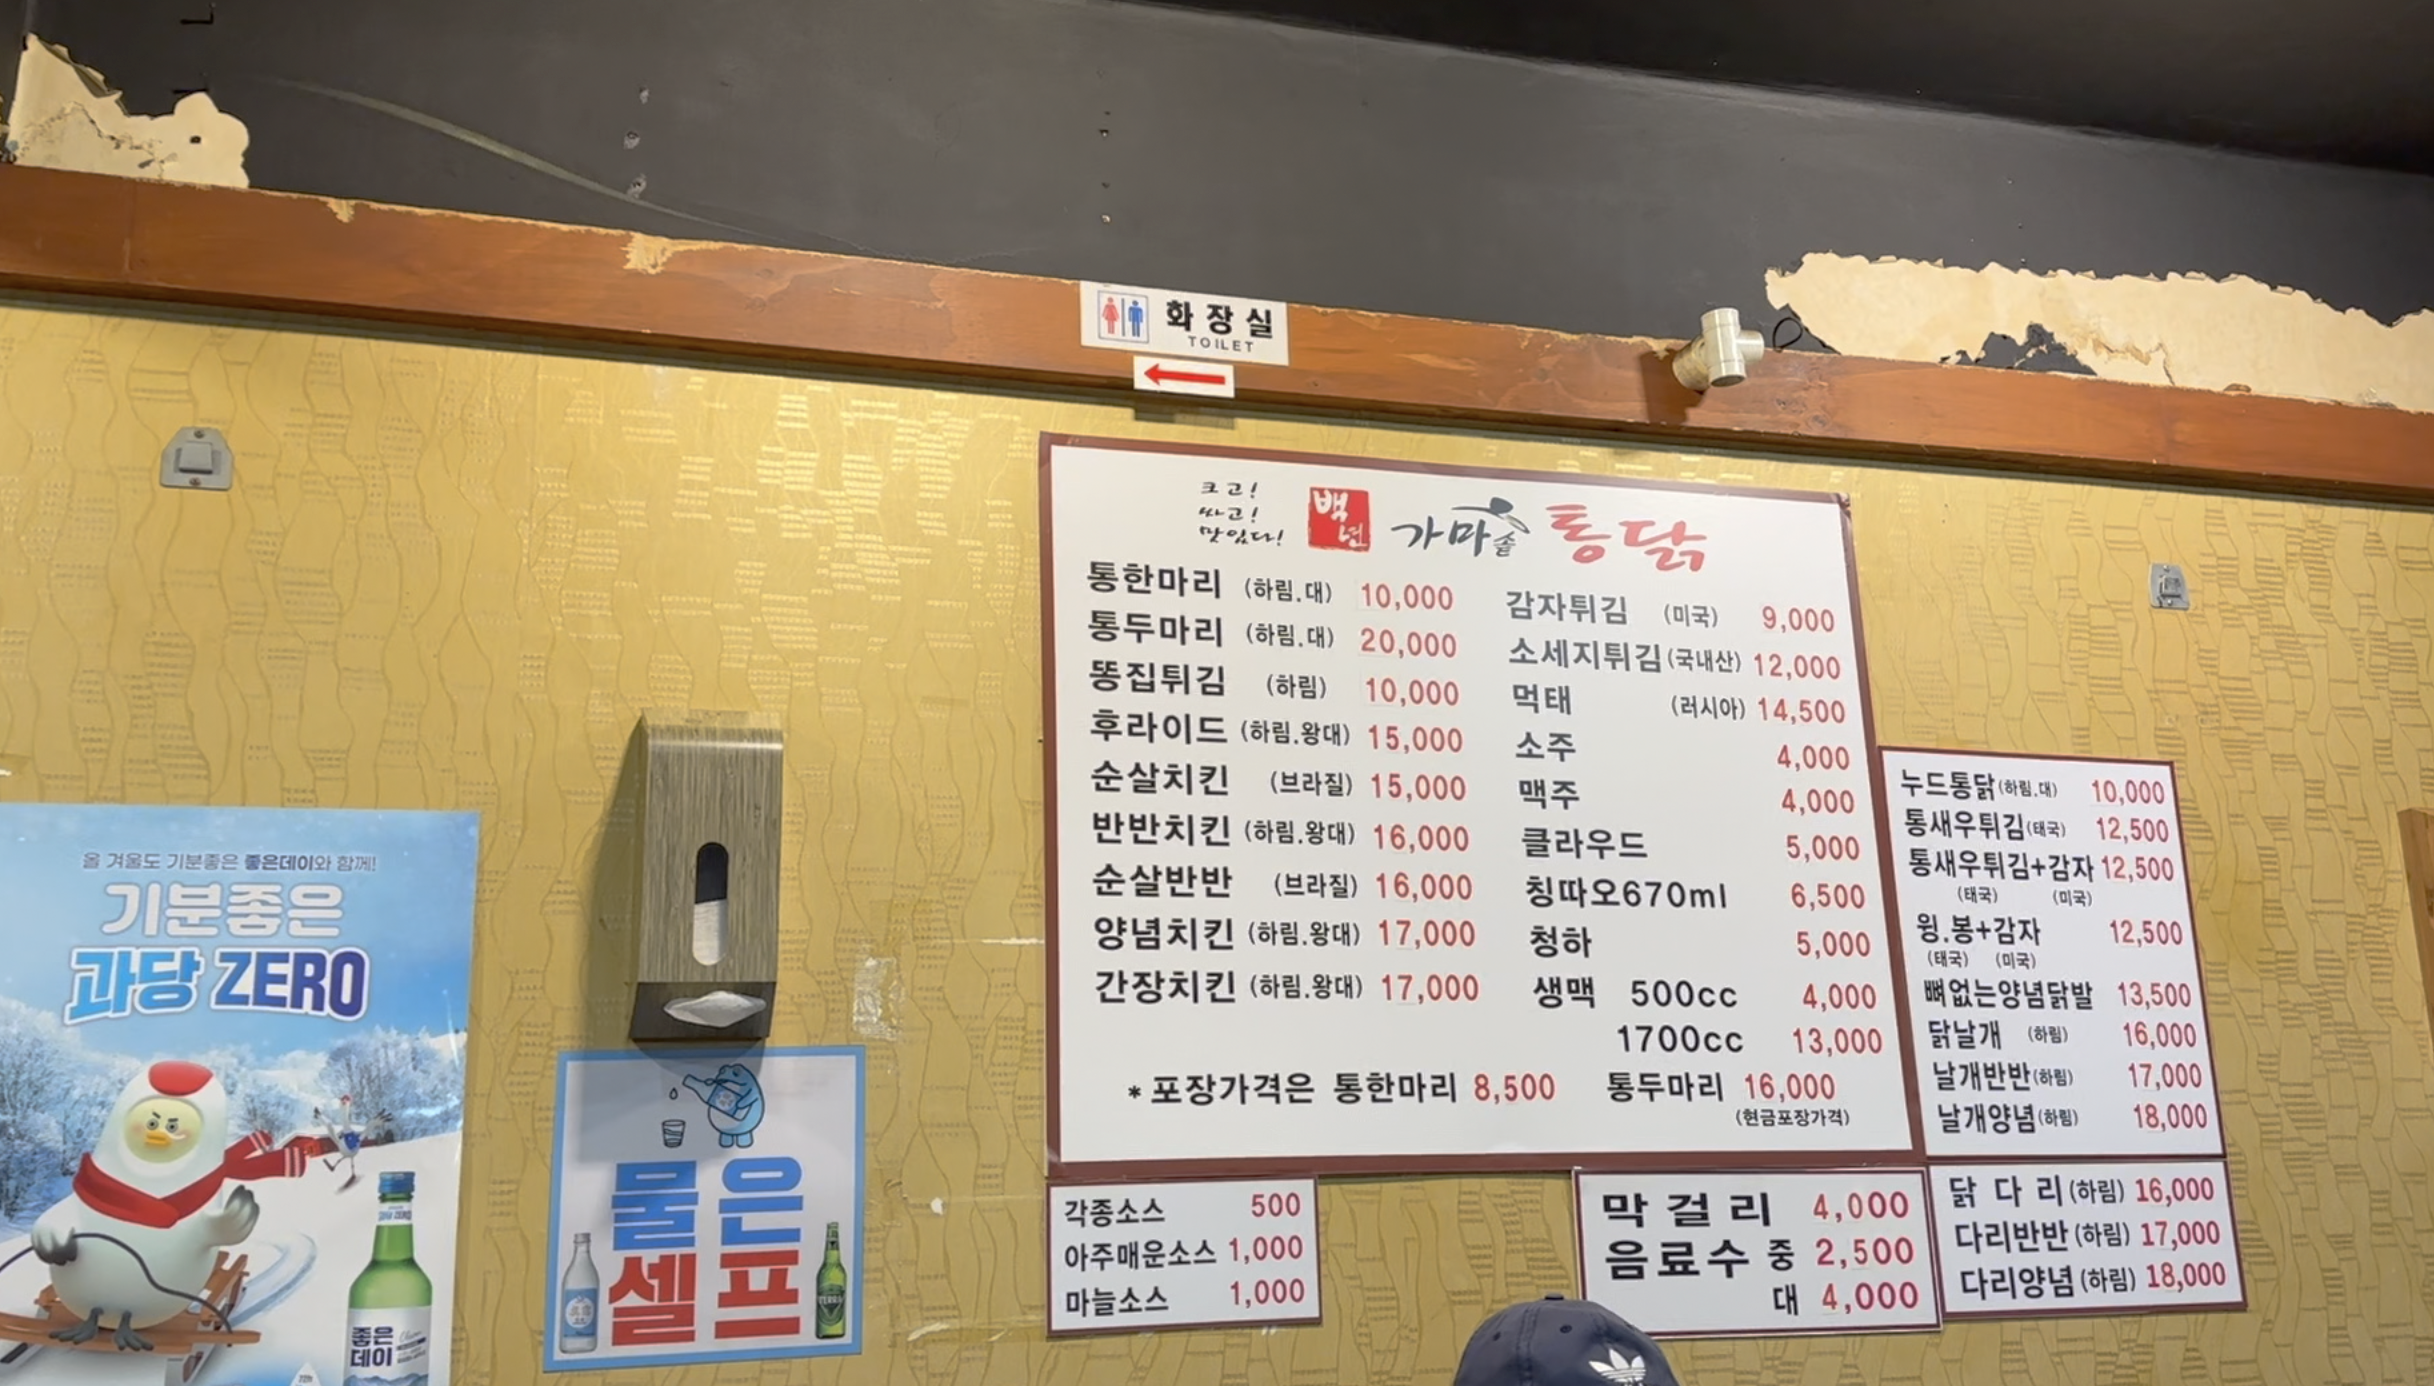 화장실
TOILET
크고!
싸고!
맛있다!
백년 가마솥 통닭
통한마리 (하림.대) 10,000
통두마리 (하림.대) 20,000
똥집튀김 (하림) 10,000
후라이드 (하림.왕대) 15,000
순살치킨 (브라질) 15,000
반반치킨 (하림.왕대) 16,000
순살반반 (브라질) 16,000
양념치킨 (하림.왕대) 17,000
간장치킨 (하림.왕대) 17,000
감자튀김 (미국) 9,000
소세지튀김 (국내산) 12,000
먹태 (러시아) 14,500
소주 4,000
맥주 4,000
클라우드 5,000
칭따오670ml 6,500
청하 5,000
생맥 500cc 4,000
1700cc 13,000
* 포장가격은 통한마리 8,500 통두마리 16,000
(현금포장가격)
누드통닭(하림.대) 10,000
통새우튀김(태국) 12,500
통새우튀김+감자 12,500
(태국) (미국)
윙.봉+감자 12,500
(태국) (미국)
뼈없는양념닭발 13,500
닭날개 (하림) 16,000
날개반반(하림) 17,000
날개양념(하림) 18,000
닭 다 리 (하림) 16,000
다리반반 (하림) 17,000
다리양념 (하림) 18,000
각종소스 500
아주매운소스 1,000
마늘소스 1,000
막 걸 리 4,000
음료수 중 2,500
대 4,000
올 겨울도 기분좋은 좋은데이와 함께!
기분좋은
과당 ZERO
좋은
데이
물은
셀프
TERRA
adidas